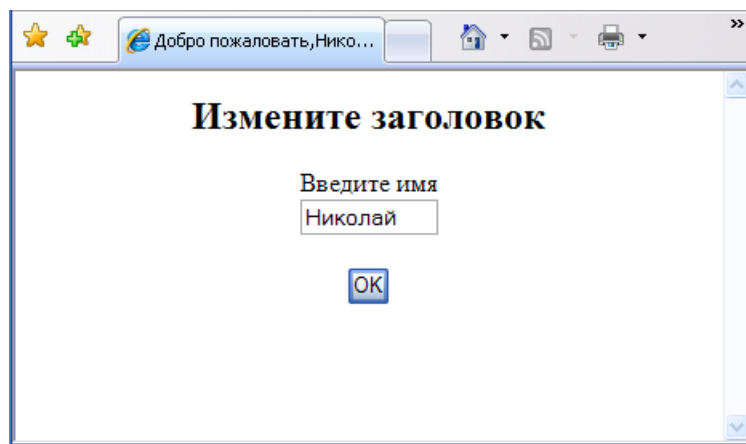 Добро пожаловать,Нико...
Измените заголовок
Введите имя
Николай
OK